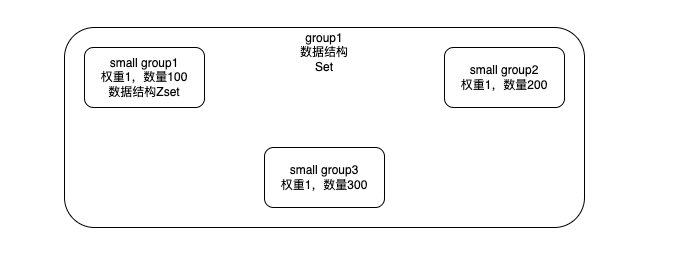 group1
数据结构
Set
small group1
权重1，数量100
数据结构Zset
small group2
权重1，数量200
small group3
权重1，数量300